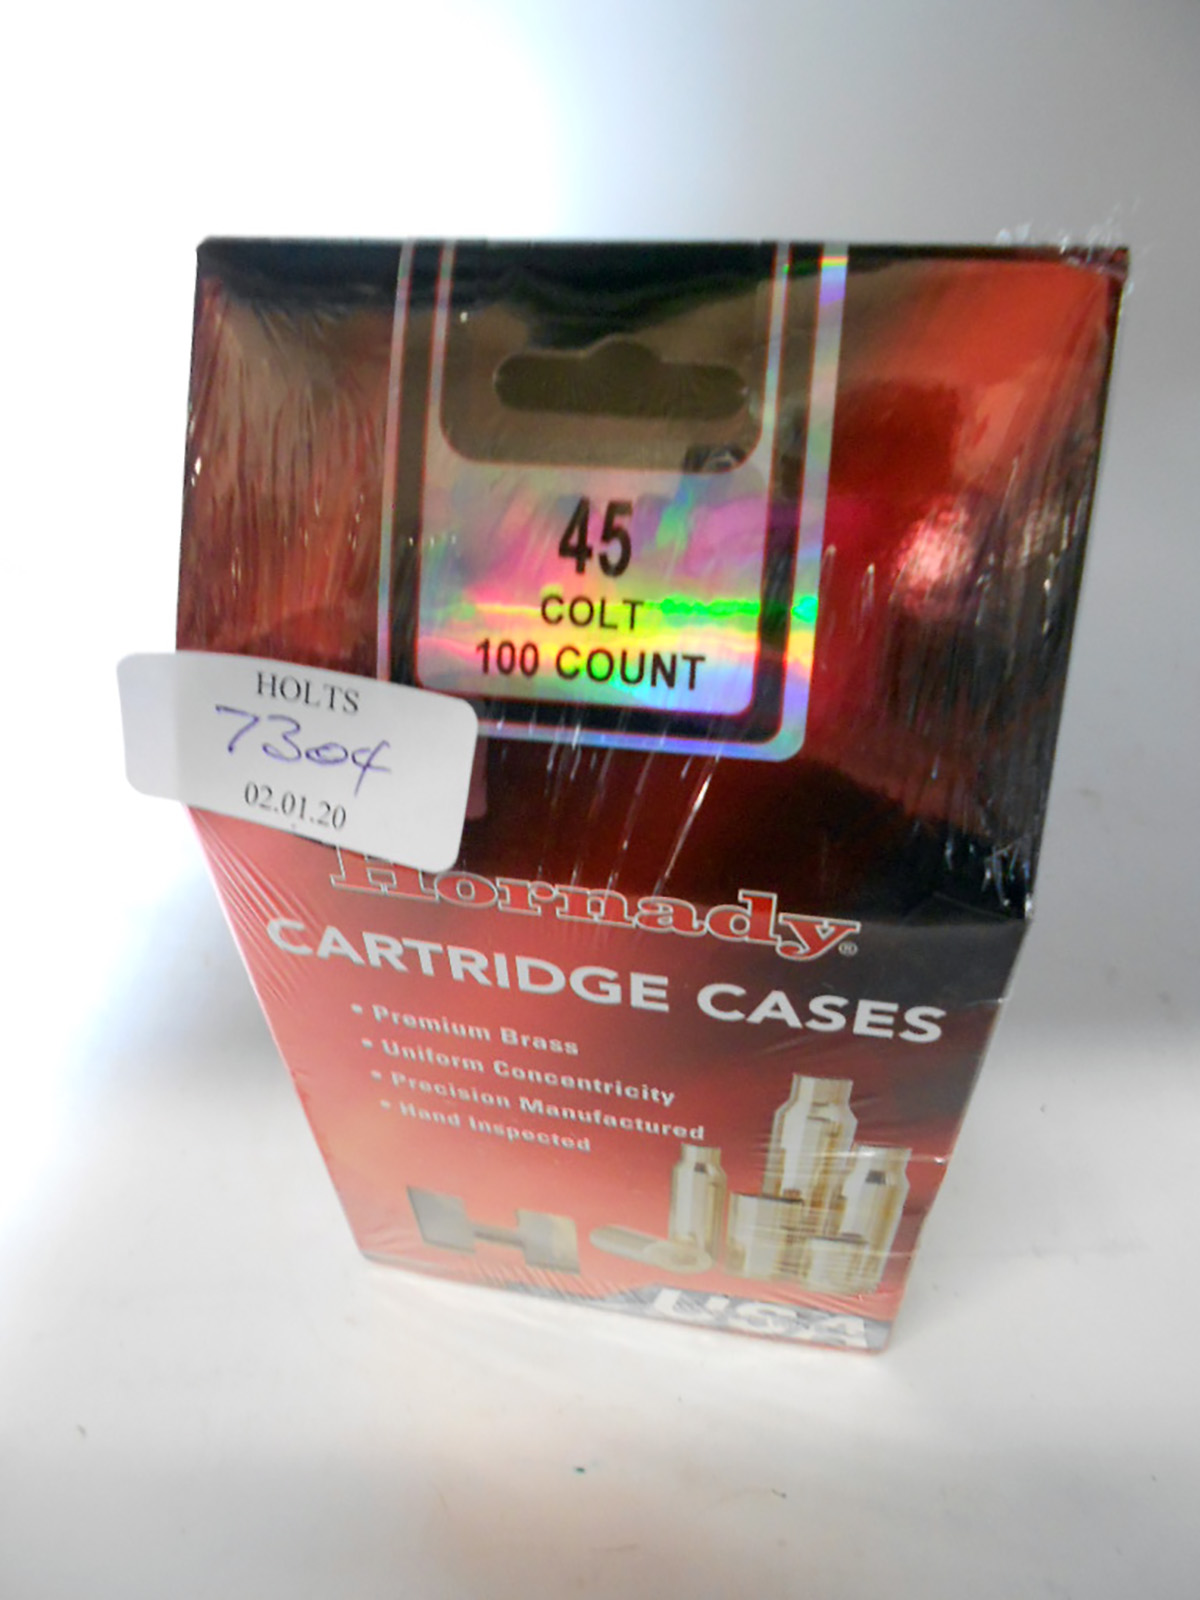 45
COLT
100 COUNT
HOLTS
7304
02.01.20
Hornady®
CARTRIDGE CASES
• Premium Brass
• Uniform Concentricity
• Precision Manufactured
• Hand Inspected
H
USA